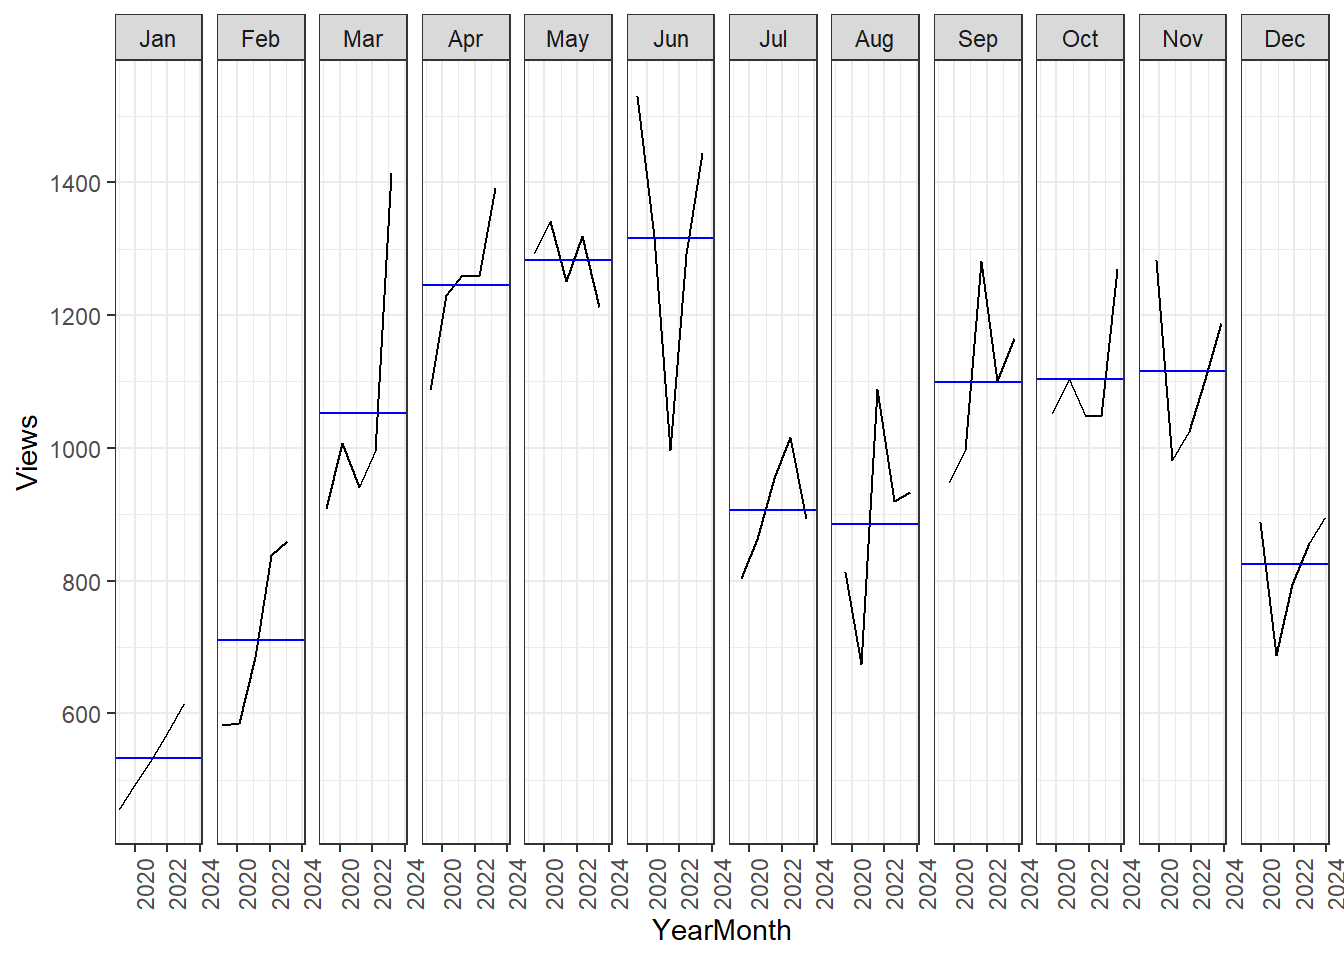 Jan Feb Mar Apr May Jun Jul Aug Sep Oct Nov Dec
1400
1200
1000
800
600
Views
2020 2022 2024 2020 2022 2024 2020 2022 2024 2020 2022 2024 2020 2022 2024 2020 2022 2024 2020 2022 2024 2020 2022 2024 2020 2022 2024 2020 2022 2024 2020 2022 2024 2020 2022 2024
YearMonth